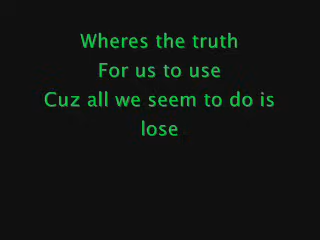 Wheres the truth
For us to use
Cuz all we seem to do is
lose